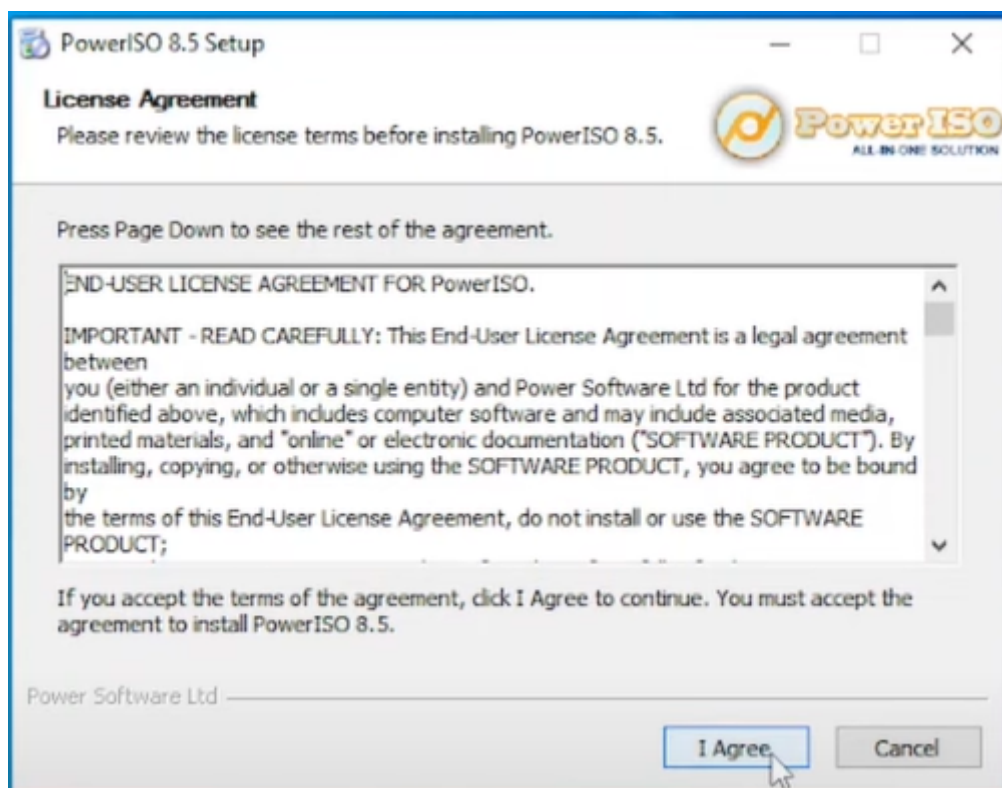 PowerISO 8.5 Setup
License Agreement
Please review the license terms before installing PowerISO 8.5.
PowerISO
ALL-IN-ONE SOLUTION
Press Page Down to see the rest of the agreement.
END-USER LICENSE AGREEMENT FOR PowerISO.
IMPORTANT - READ CAREFULLY: This End-User License Agreement is a legal agreement
between
you (either an individual or a single entity) and Power Software Ltd for the product
identified above, which includes computer software and may include associated media,
printed materials, and "online" or electronic documentation ("SOFTWARE PRODUCT"). By
installing, copying, or otherwise using the SOFTWARE PRODUCT, you agree to be bound
by
the terms of this End-User License Agreement, do not install or use the SOFTWARE
PRODUCT;
If you accept the terms of the agreement, click I Agree to continue. You must accept the
agreement to install PowerISO 8.5.
Power Software Ltd
I Agree
Cancel